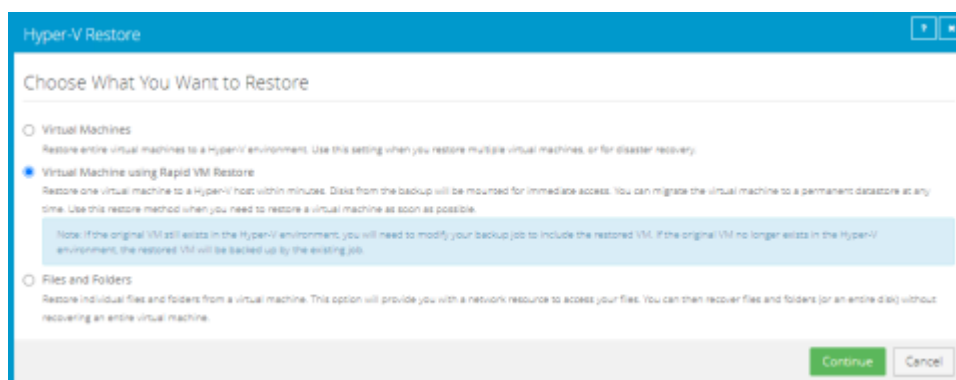 Hyper-V Restore
?
Choose What You Want to Restore
Virtual Machines
Restore entire virtual machines to a Hyper-V environment. Use this setting when you restore multiple virtual machines, or for disaster recovery.
Virtual Machine using Rapid VM Restore
Restore one virtual machine to a Hyper-V host within minutes. Disks from the backup will be mounted for immediate access. You can migrate the virtual machine to a permanent datastore at any
time. Use this restore method when you need to restore a virtual machine as soon as possible.
Note: If the original VM still exists in the Hyper-V environment, you will need to modify your backup job to include the restored VM. If the original VM no longer exists in the Hyper-V
environment, the restored VM will be backed up by the existing job.
Files and Folders
Restore individual files and folders from a virtual machine. This option will provide you with a network resource to access your files. You can then recover files and folders (or an entire disk) without
recovering an entire virtual machine.
Continue
Cancel